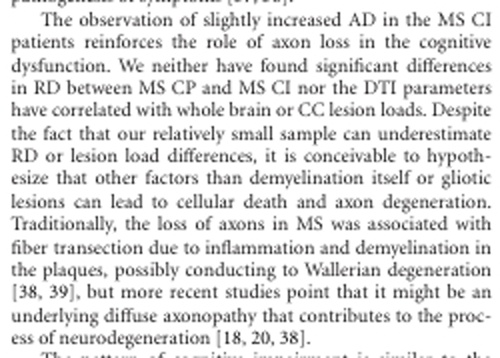 The observation of slightly increased AD in the MS CI
patients reinforces the role of axon loss in the cognitive
dysfunction. We neither have found significant differences
in RD between MS CP and MS CI nor the DTI parameters
have correlated with whole brain or CC lesion loads. Despite
the fact that our relatively small sample can underestimate
RD or lesion load differences, it is conceivable to hypoth-
esize that other factors than demyelination itself or gliotic
lesions can lead to cellular death and axon degeneration.
Traditionally, the loss of axons in MS was associated with
fiber transection due to inflammation and demyelination in
the plaques, possibly conducting to Wallerian degeneration
[38, 39], but more recent studies point that it might be an
underlying diffuse axonopathy that contributes to the proc-
ess of neurodegeneration [18, 20, 38].